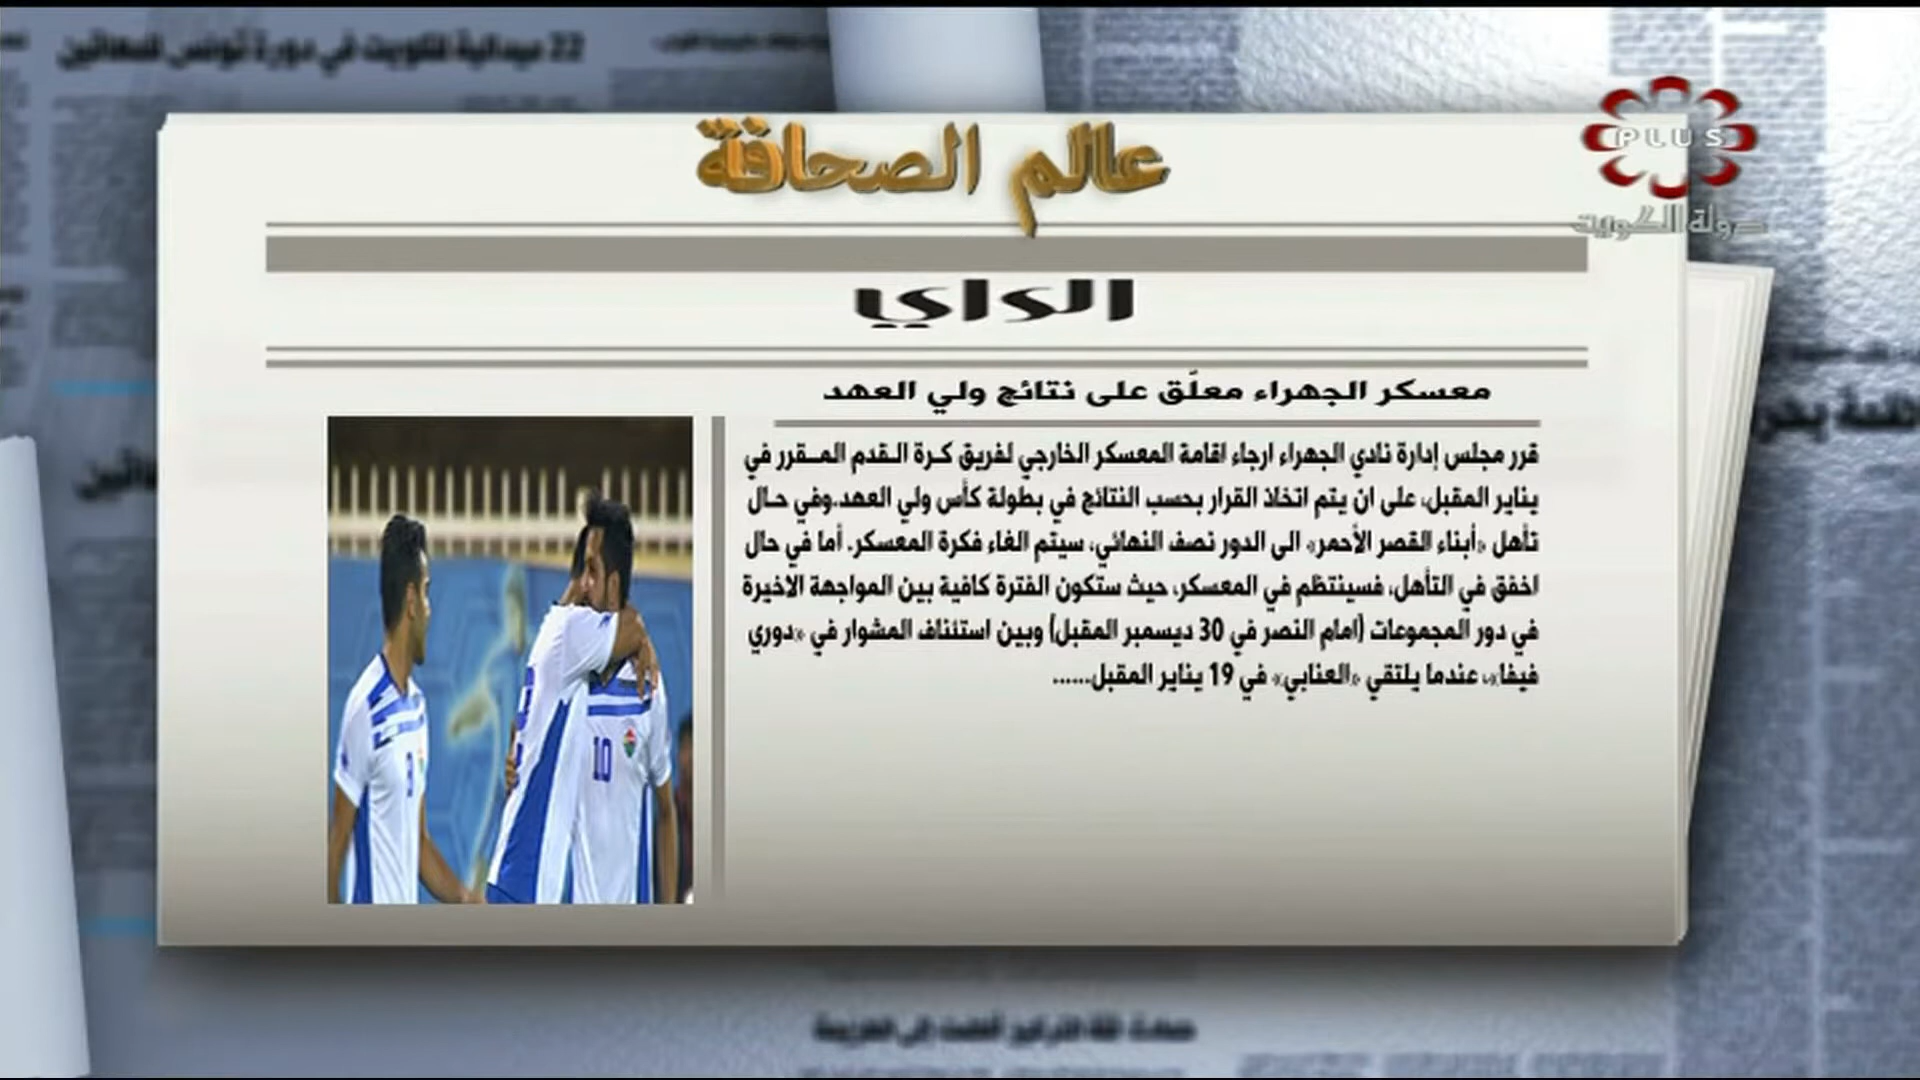 22 ميدالية للكويت في دورة تونس للمعاقين
عالم الصحافة
PLUS
دولة الكويت
الراي
معسكر الجهراء معلّق على نتائج ولي العهد
قرر مجلس إدارة نادي الجهراء ارجاء اقامة المعسكر الخارجي لفريق كرة القدم المقرر في
يناير المقبل، على ان يتم اتخاذ القرار بحسب النتائج في بطولة كأس ولي العهد.وفي حال
تأهل «أبناء القصر الأحمر» الى الدور نصف النهائي، سيتم الغاء فكرة المعسكر. أما في حال
اخفق في التأهل، فسينتظم في المعسكر، حيث ستكون الفترة كافية بين المواجهة الاخيرة
في دور المجموعات (امام النصر في 30 ديسمبر المقبل) وبين استئناف المشوار في «دوري
فيفا»، عندما يلتقي «العنابي» في 19 يناير المقبل......
10